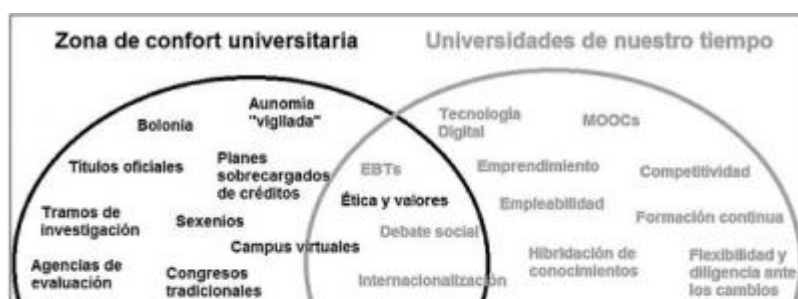 Zona de confort universitaria
Universidades de nuestro tiempo
Aunomía
"vigilada"
Bolonia
Títulos oficiales
Planes
sobrecargados
de créditos
Tramos de
investigación
Sexenios
Campus virtuales
Agencias de
evaluación
Congresos
tradicionales
EBTs
Ética y valores
Debate social
Internacionalización
Tecnología
Digital
MOOCs
Emprendimiento
Competitividad
Empleabilidad
Formación continua
Hibridación de
conocimientos
Flexibilidad y
diligencia ante
los cambios